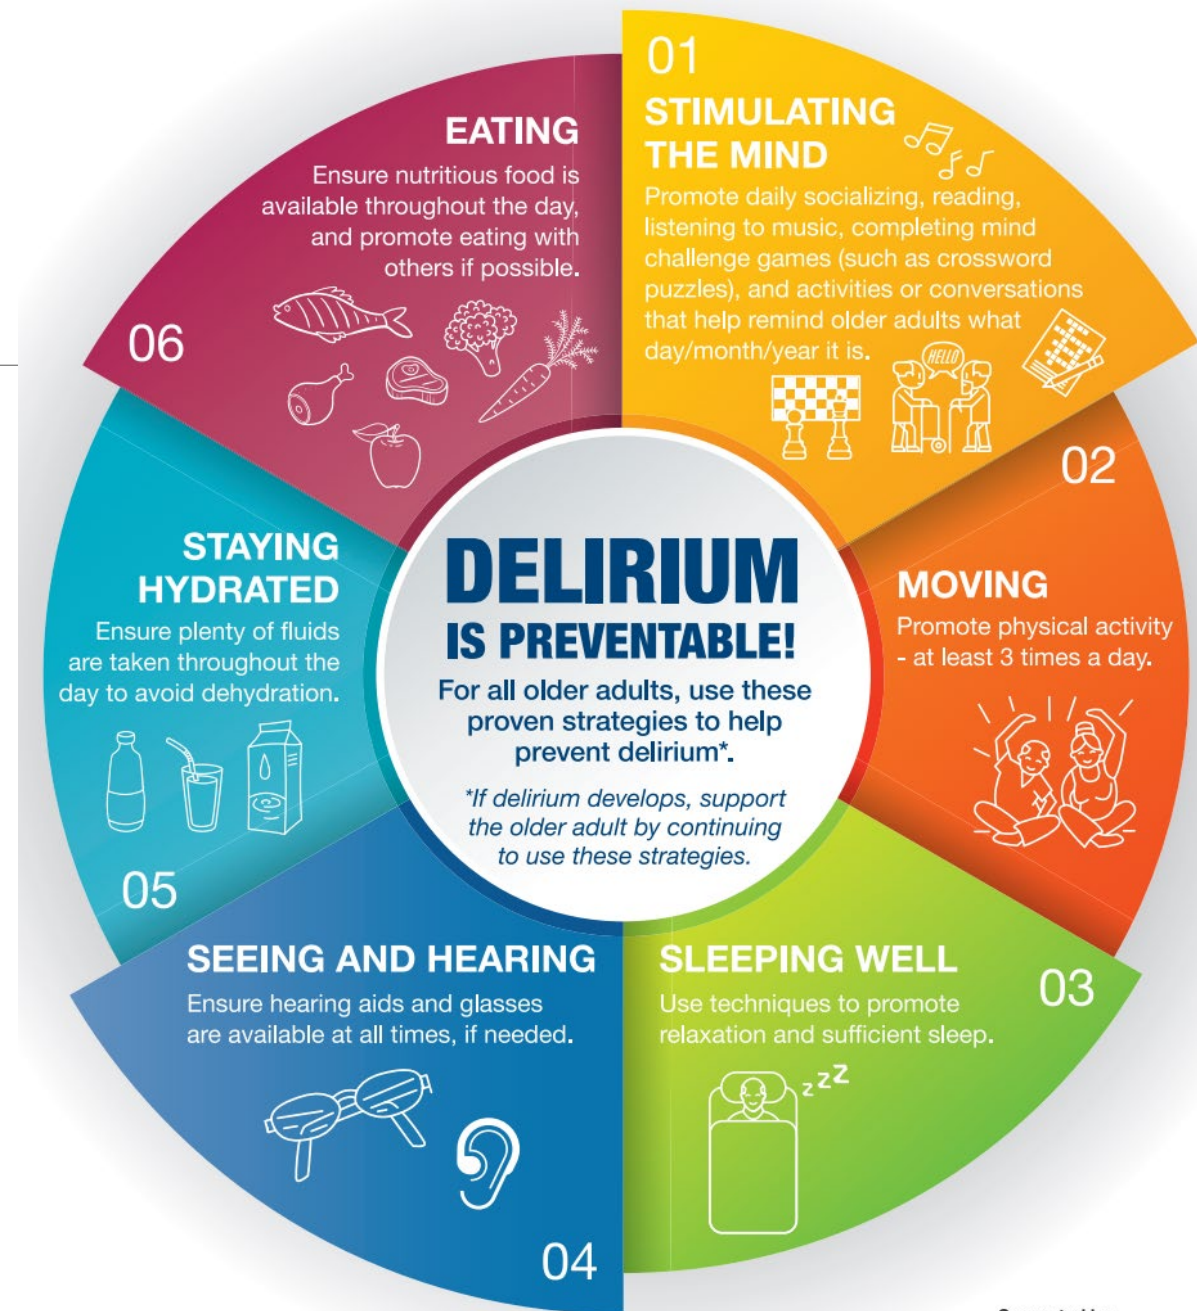 01
STIMULATING
THE MIND
Promote daily socializing, reading,
listening to music, completing mind
challenge games (such as crossword
puzzles), and activities or conversations
that help remind older adults what
day/month/year it is.
HELLO
02
MOVING
Promote physical activity
- at least 3 times a day.
03
SLEEPING WELL
Use techniques to promote
relaxation and sufficient sleep.
zzZ
04
SEEING AND HEARING
Ensure hearing aids and glasses
are available at all times, if needed.
05
STAYING
HYDRATED
Ensure plenty of fluids
are taken throughout the
day to avoid dehydration.
06
EATING
Ensure nutritious food is
available throughout the day,
and promote eating with
others if possible.
DELIRIUM
IS PREVENTABLE!
For all older adults, use these
proven strategies to help
prevent delirium*.
*If delirium develops, support
the older adult by continuing
to use these strategies.